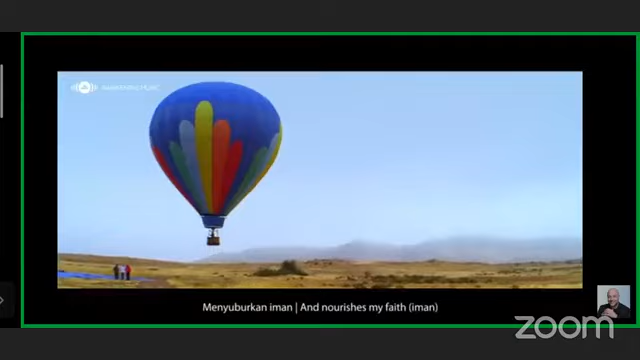 AWAKENING MUSIC
Menyuburkan iman | And nourishes my faith (iman)
zoom